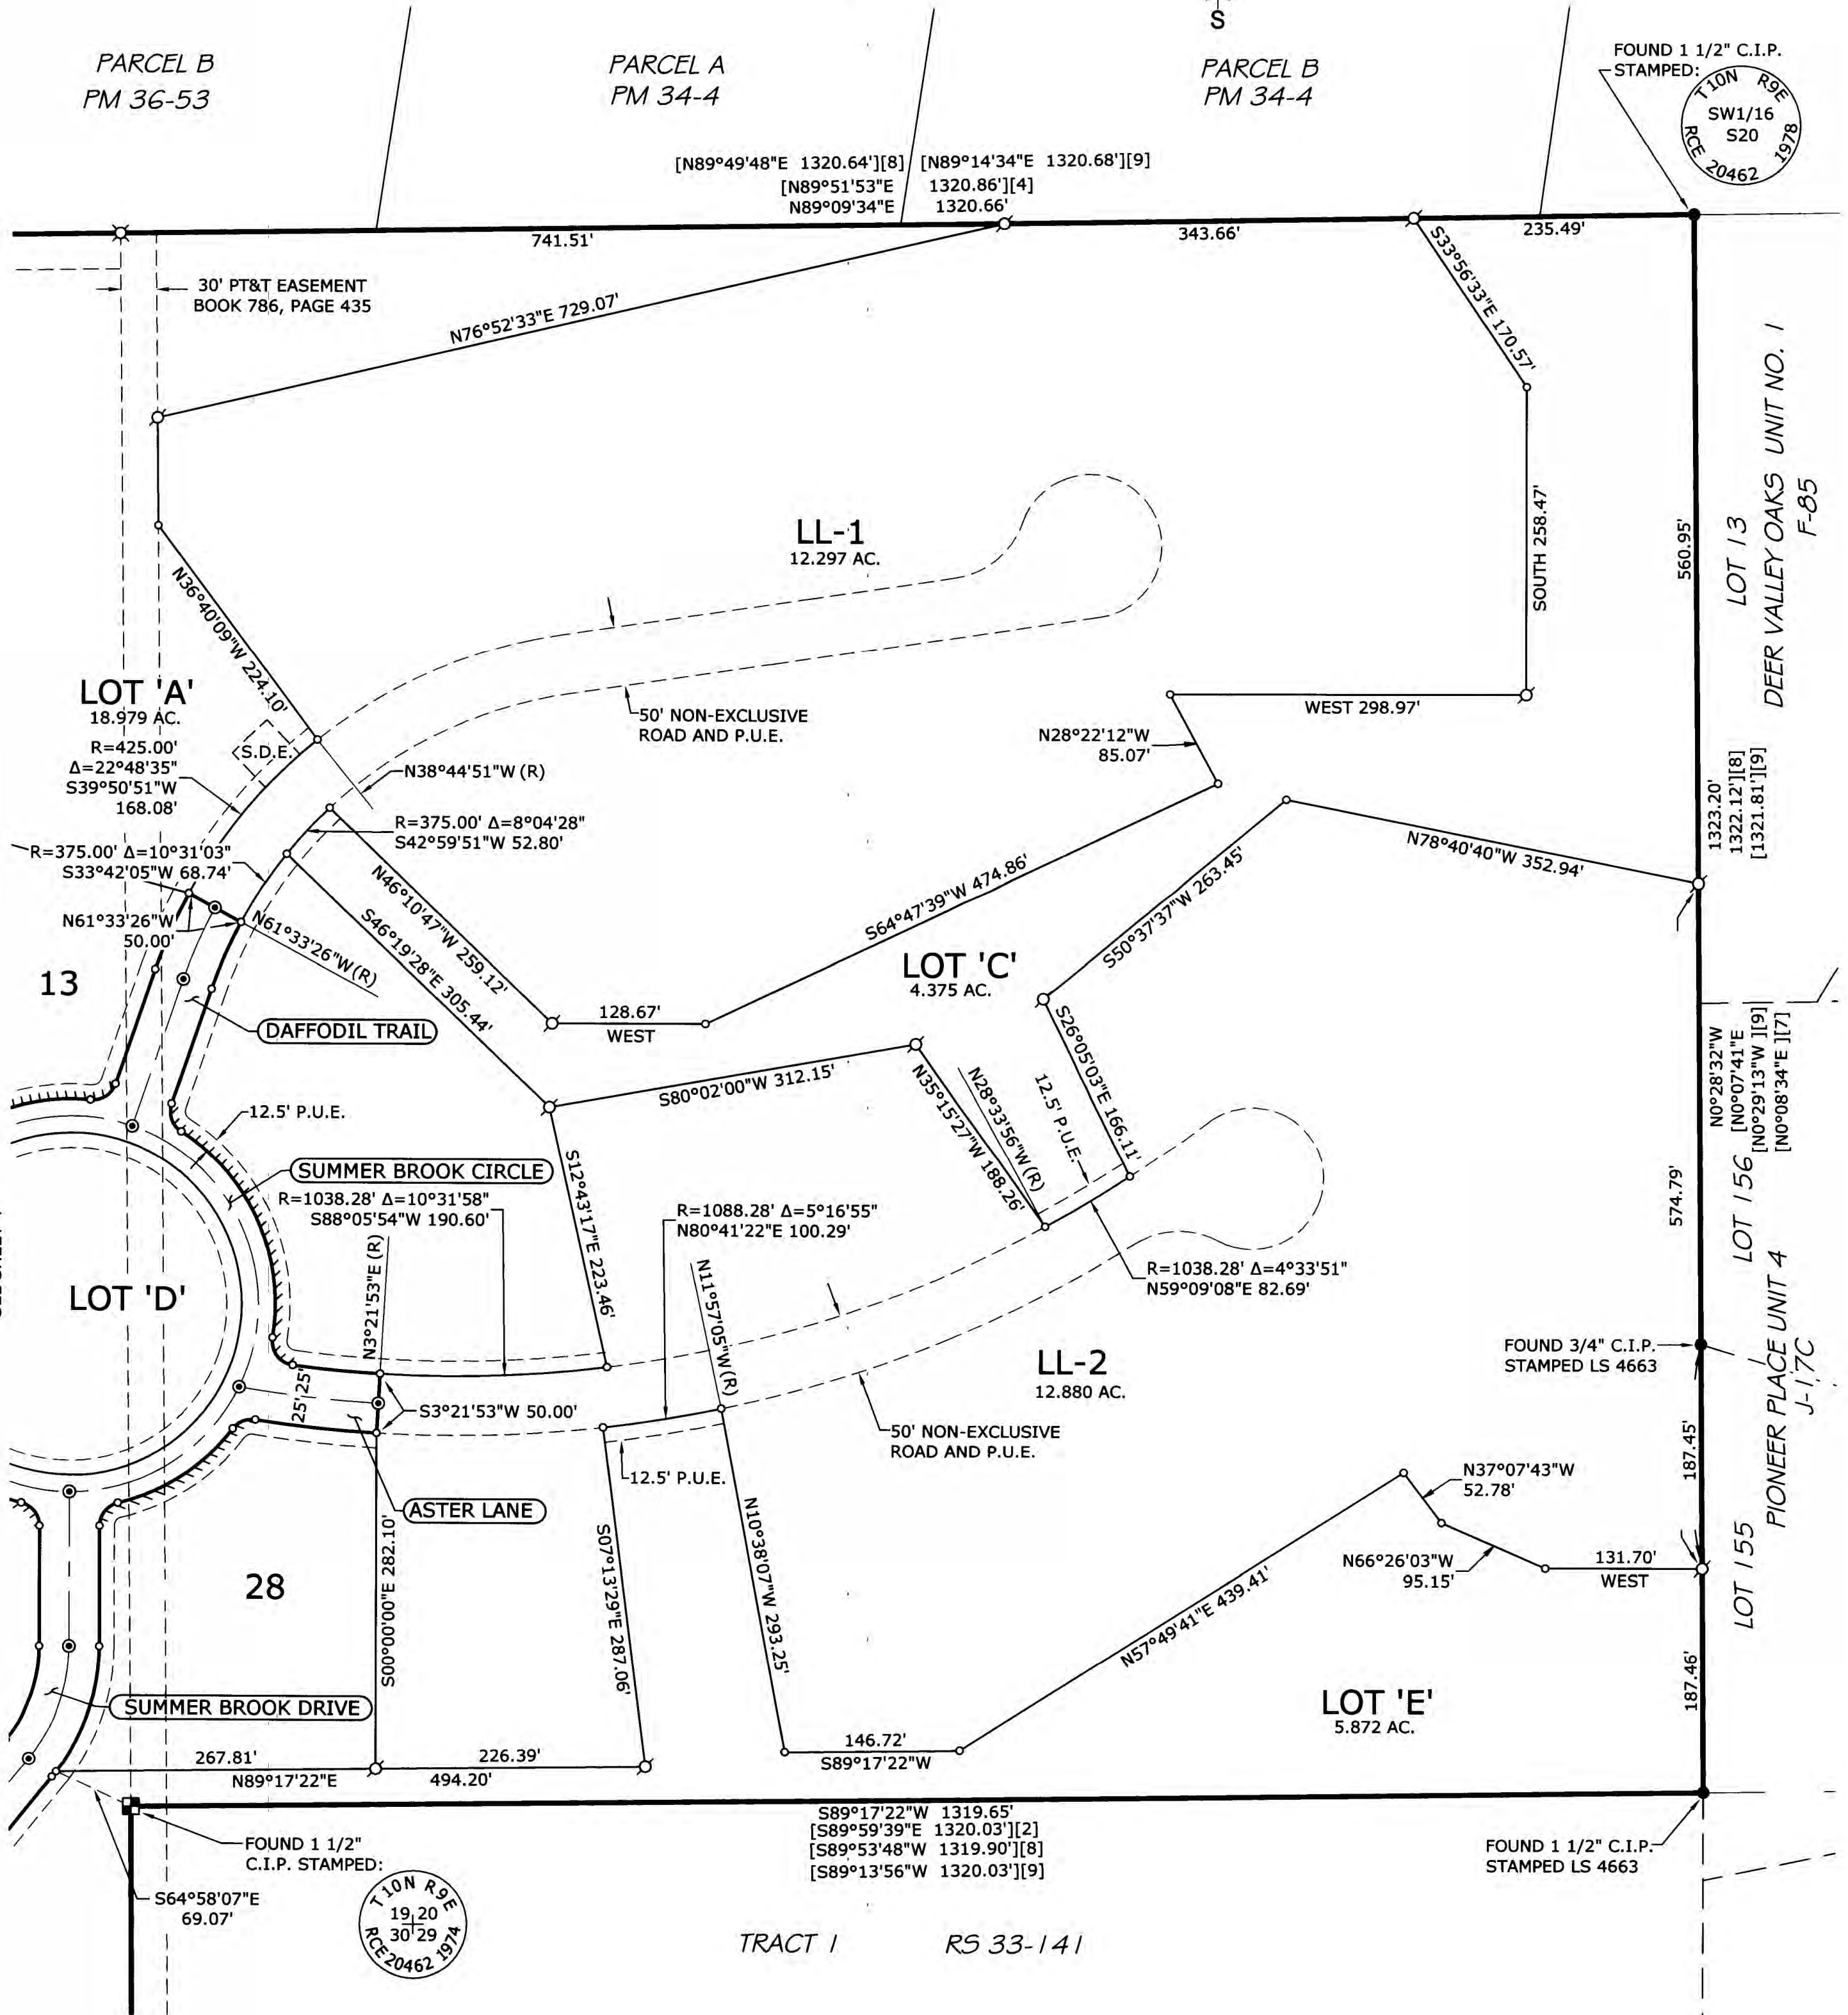 S
PARCEL B
PM 36-53
PARCEL A
PM 34-4
PARCEL B
PM 34-4
FOUND 1 1/2" C.I.P.
STAMPED:
T10N R9E
SW1/16
S20
RCE 20462 1978
[N89°49'48"E 1320.64'][8] [N89°14'34"E 1320.68'][9]
[N89°51'53"E 1320.86'][4]
N89°09'34"E 1320.66'
741.51'
343.66'
235.49'
30' PT&T EASEMENT
BOOK 786, PAGE 435
N76°52'33"E 729.07'
S33°56'33"E 170.57'
LL-1
12.297 AC.
SOUTH 258.47'
560.95'
LOT 13
DEER VALLEY OAKS UNIT NO. 1
F-85
N36°40'09"W 224.10'
LOT 'A'
18.979 AC.
R=425.00'
Δ=22°48'35"
S39°50'51"W
168.08'
S.D.E.
50' NON-EXCLUSIVE
ROAD AND P.U.E.
WEST 298.97'
N28°22'12"W
85.07'
N38°44'51"W (R)
R=375.00' Δ=8°04'28"
S42°59'51"W 52.80'
R=375.00' Δ=10°31'03"
S33°42'05"W 68.74'
N61°33'26"W
50.00'
N61°33'26"W (R)
N46°10'47"W 259.12'
S46°19'28"E 305.44'
S64°47'39"W 474.86'
S50°37'37"W 263.45'
N78°40'40"W 352.94'
1323.20'
1322.12'][8]
[1321.81'][9]
13
LOT 'C'
4.375 AC.
128.67'
WEST
DAFFODIL TRAIL
S80°02'00"W 312.15'
N35°15'27"W 188.26'
N28°33'56"W (R)
12.5' P.U.E.
S26°05'03"E 166.11'
N0°28'32"W
[N0°07'41"E
[N0°29'13"W ][9]
[N0°08'34"E ][7]
12.5' P.U.E.
SUMMER BROOK CIRCLE
R=1038.28' Δ=10°31'58"
S88°05'54"W 190.60'
S12°43'17"E 223.46'
R=1088.28' Δ=5°16'55"
N80°41'22"E 100.29'
574.79'
LOT 156
N3°21'53"E (R)
N11°57'05"W (R)
R=1038.28' Δ=4°33'51"
N59°09'08"E 82.69'
LOT 'D'
FOUND 3/4" C.I.P.
STAMPED LS 4663
LL-2
12.880 AC.
25' 25'
S3°21'53"W 50.00'
50' NON-EXCLUSIVE
ROAD AND P.U.E.
12.5' P.U.E.
187.45'
PIONEER PLACE UNIT 4
J-17C
ASTER LANE
N37°07'43"W
52.78'
N66°26'03"W
95.15'
131.70'
WEST
LOT 155
28
S00°00'00"E 282.10'
S07°13'29"E 287.06'
N10°38'07"W 293.25'
N57°49'41"E 439.41'
187.46'
SUMMER BROOK DRIVE
LOT 'E'
5.872 AC.
267.81'
226.39'
N89°17'22"E
494.20'
146.72'
S89°17'22"W
S89°17'22"W 1319.65'
[S89°59'39"E 1320.03'][2]
[S89°53'48"W 1319.90'][8]
[S89°13'56"W 1320.03'][9]
FOUND 1 1/2"
C.I.P. STAMPED:
S64°58'07"E
69.07'
T10N R9E
19 20
30 29
RCE 20462 1974
FOUND 1 1/2" C.I.P.
STAMPED LS 4663
TRACT 1 RS 33-141